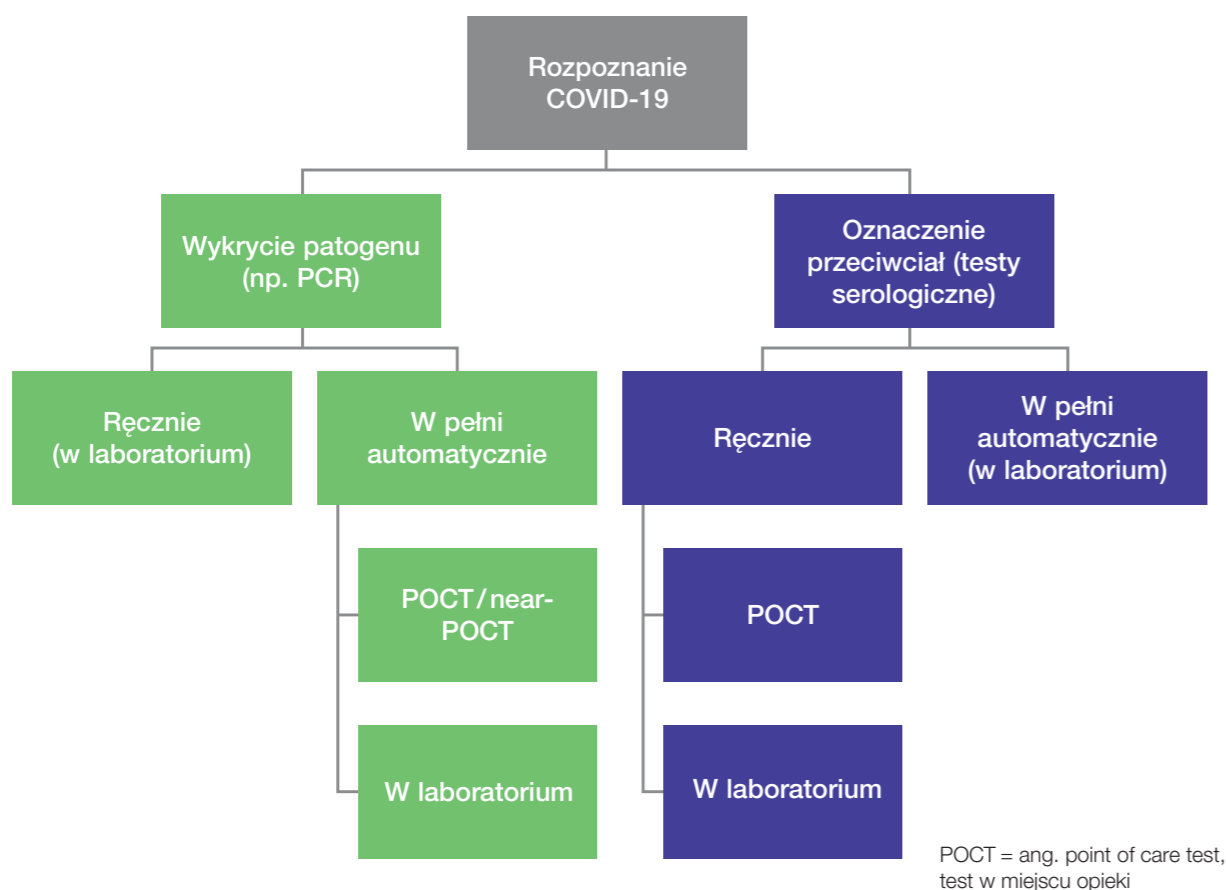 Rozpoznanie
COVID-19
Wykrycie patogenu
(np. PCR)
Oznaczenie
przeciwciał (testy
serologiczne)
Ręcznie
(w laboratorium)
W pełni
automatycznie
Ręcznie
W pełni
automatycznie
(w laboratorium)
POCT/near-
POCT
POCT
W laboratorium
W laboratorium
POCT = ang. point of care test,
test w miejscu opieki